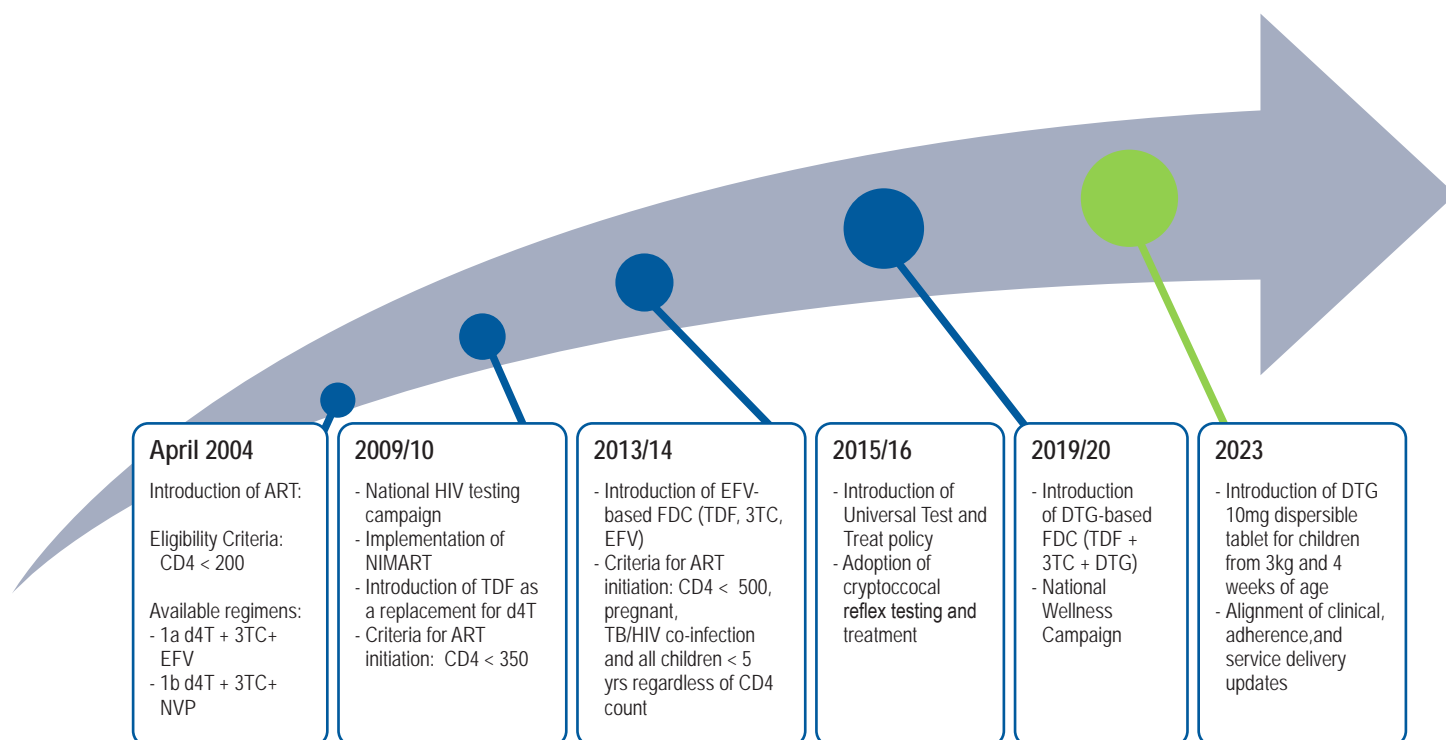 April 2004
Introduction of ART:
Eligibility Criteria:
CD4 < 200
Available regimens:
- 1a d4T + 3TC+
EFV
- 1b d4T + 3TC+
NVP
2009/10
- National HIV testing
campaign
- Implementation of
NIMART
- Introduction of TDF as
a replacement for d4T
- Criteria for ART
initiation: CD4 < 350
2013/14
- Introduction of EFV-
based FDC (TDF, 3TC,
EFV)
- Criteria for ART
initiation: CD4 < 500,
pregnant,
TB/HIV co-infection
and all children < 5
yrs regardless of CD4
count
2015/16
- Introduction of
Universal Test and
Treat policy
- Adoption of
cryptoccocal
reflex testing and
treatment
2019/20
- Introduction
of DTG-based
FDC (TDF +
3TC + DTG)
- National
Wellness
Campaign
2023
- Introduction of DTG
10mg dispersible
tablet for children
from 3kg and 4
weeks of age
- Alignment of clinical,
adherence,and
service delivery
updates